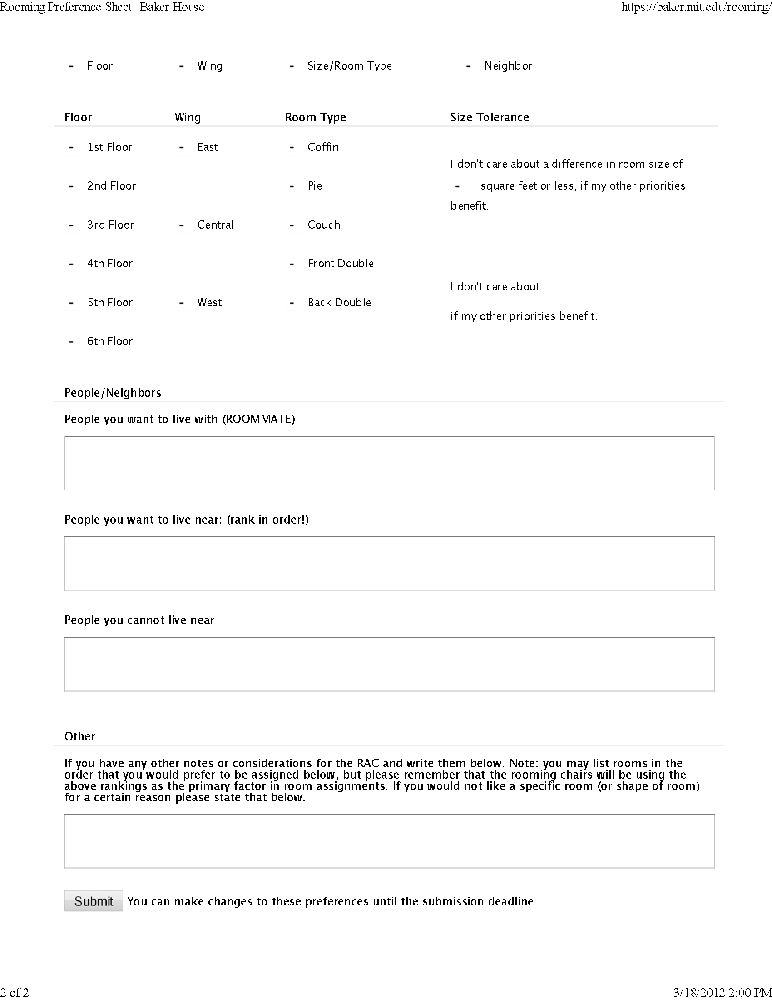 Rooming Preference Sheet | Baker House https://baker.mit.edu/rooming/
- Floor - Wing - Size/Room Type - Neighbor
Floor Wing Room Type Size Tolerance
- 1st Floor - East - Coffin
I don't care about a difference in room size of
- 2nd Floor - Pie - square feet or less, if my other priorities
benefit.
- 3rd Floor - Central - Couch
- 4th Floor - Front Double
I don't care about
- 5th Floor - West - Back Double
if my other priorities benefit.
- 6th Floor
People/Neighbors
People you want to live with (ROOMMATE)
People you want to live near: (rank in order!)
People you cannot live near
Other
If you have any other notes or considerations for the RAC and write them below. Note: you may list rooms in the
order that you would prefer to be assigned below, but please remember that the rooming chairs will be using the
above rankings as the primary factor in room assignments. If you would not like a specific room (or shape of room)
for a certain reason please state that below.
Submit You can make changes to these preferences until the submission deadline
2 of 2 3/18/2012 2:00 PM